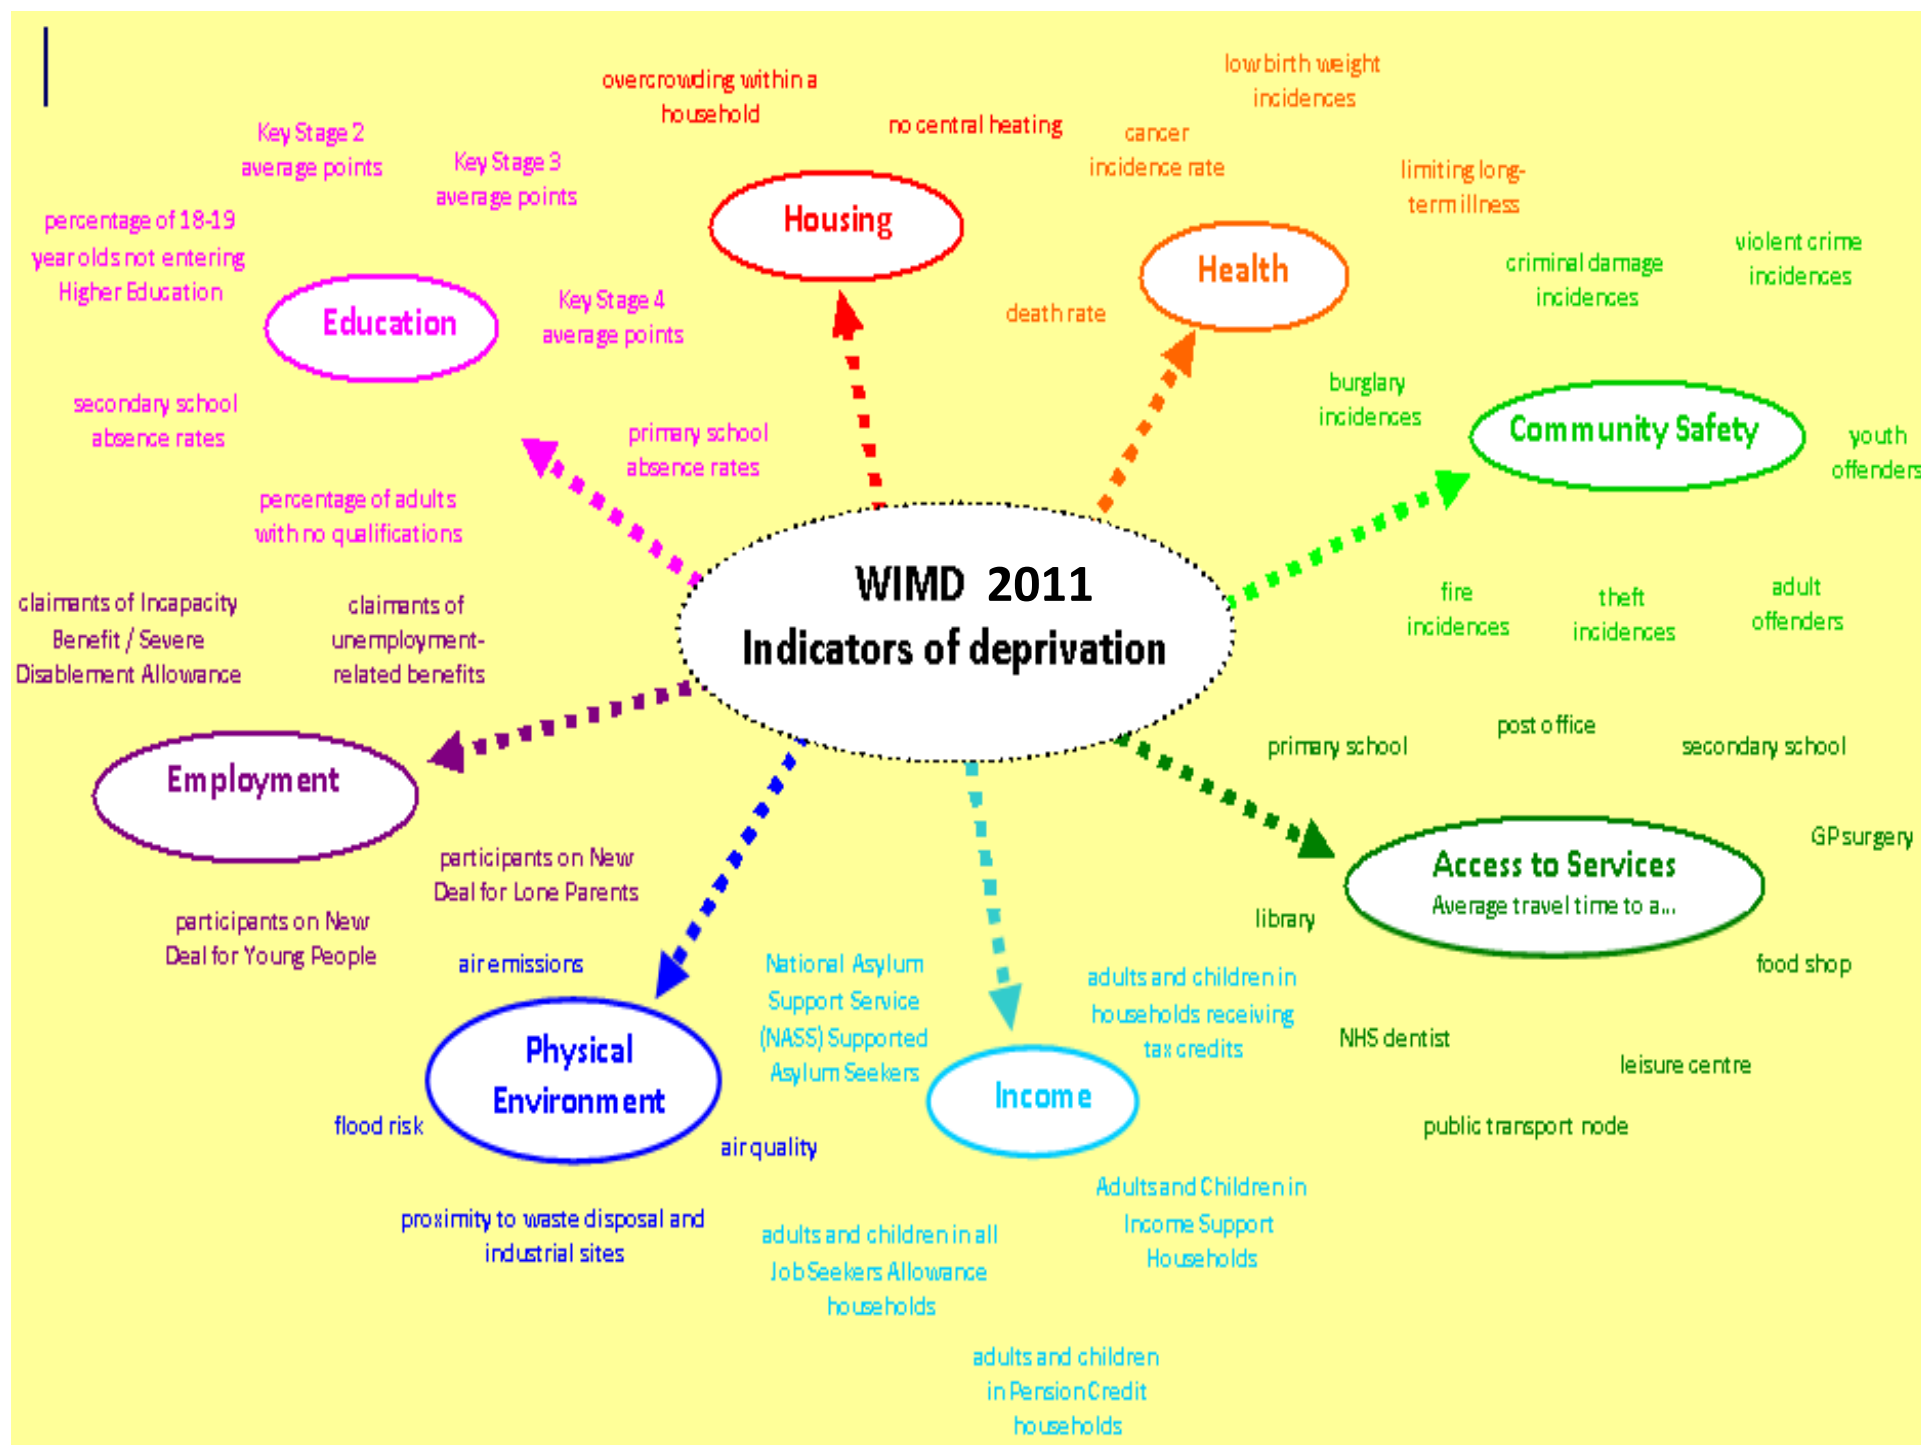 overcrowding within a
household
no central heating
Housing
low birth weight
incidences
cancer
incidence rate
limiting long-
term illness
death rate
Health
Key Stage 2
average points
Key Stage 3
average points
percentage of 18-19
year olds not entering
Higher Education
Education
Key Stage 4
average points
secondary school
absence rates
primary school
absence rates
percentage of adults
with no qualifications
violent crime
incidences
criminal damage
incidences
burglary
incidences
Community Safety
youth
offenders
fire
incidences
theft
incidences
adult
offenders
WIMD 2011
Indicators of deprivation
claimants of Incapacity
Benefit / Severe
Disablement Allowance
claimants of
unemployment-
related benefits
Employment
participants on New
Deal for Lone Parents
participants on New
Deal for Young People
primary school
post office
secondary school
GP surgery
Access to Services
Average travel time to a...
library
food shop
NHS dentist
leisure centre
public transport node
air emissions
Physical
Environment
flood risk
air quality
proximity to waste disposal and
industrial sites
National Asylum
Support Service
(NASS) Supported
Asylum Seekers
adults and children in
households receiving
tax credits
Income
Adults and Children in
Income Support
Households
adults and children in all
Job Seekers Allowance
households
adults and children
in Pension Credit
households